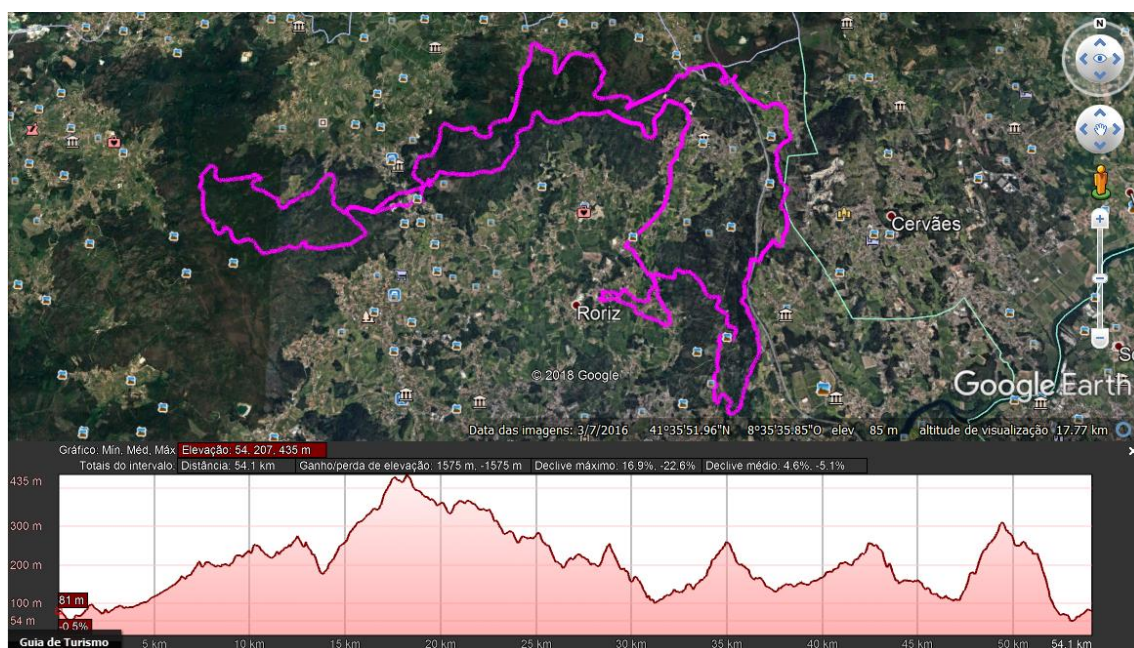 N
Cervães
Roriz
© 2018 Google
Google Earth
Data das imagens: 3/7/2016 41°35'51.96"N 8°35'35.85"O elev 85 m altitude de visualização 17.77 km
Gráfico: Mín. Méd. Máx Elevação: 54, 207, 435 m
Totais do intervalo: Distância: 54.1 km Ganho/perda de elevação: 1575 m, -1575 m Declive máximo: 16.9%, -22.6% Declive médio: 4.6%, -5.1%
435 m
300 m
200 m
100 m
81 m
54 m
-0.5%
Guia de Turismo 5 km 10 km 15 km 20 km 25 km 30 km 35 km 40 km 45 km 50 km 54.1 km